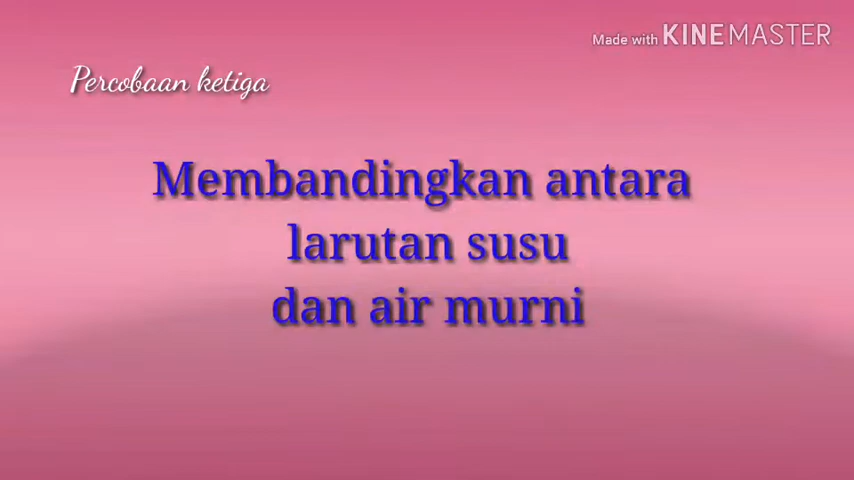 Made with KINEMASTER
Percobaan ketiga
Membandingkan antara
larutan susu
dan air murni